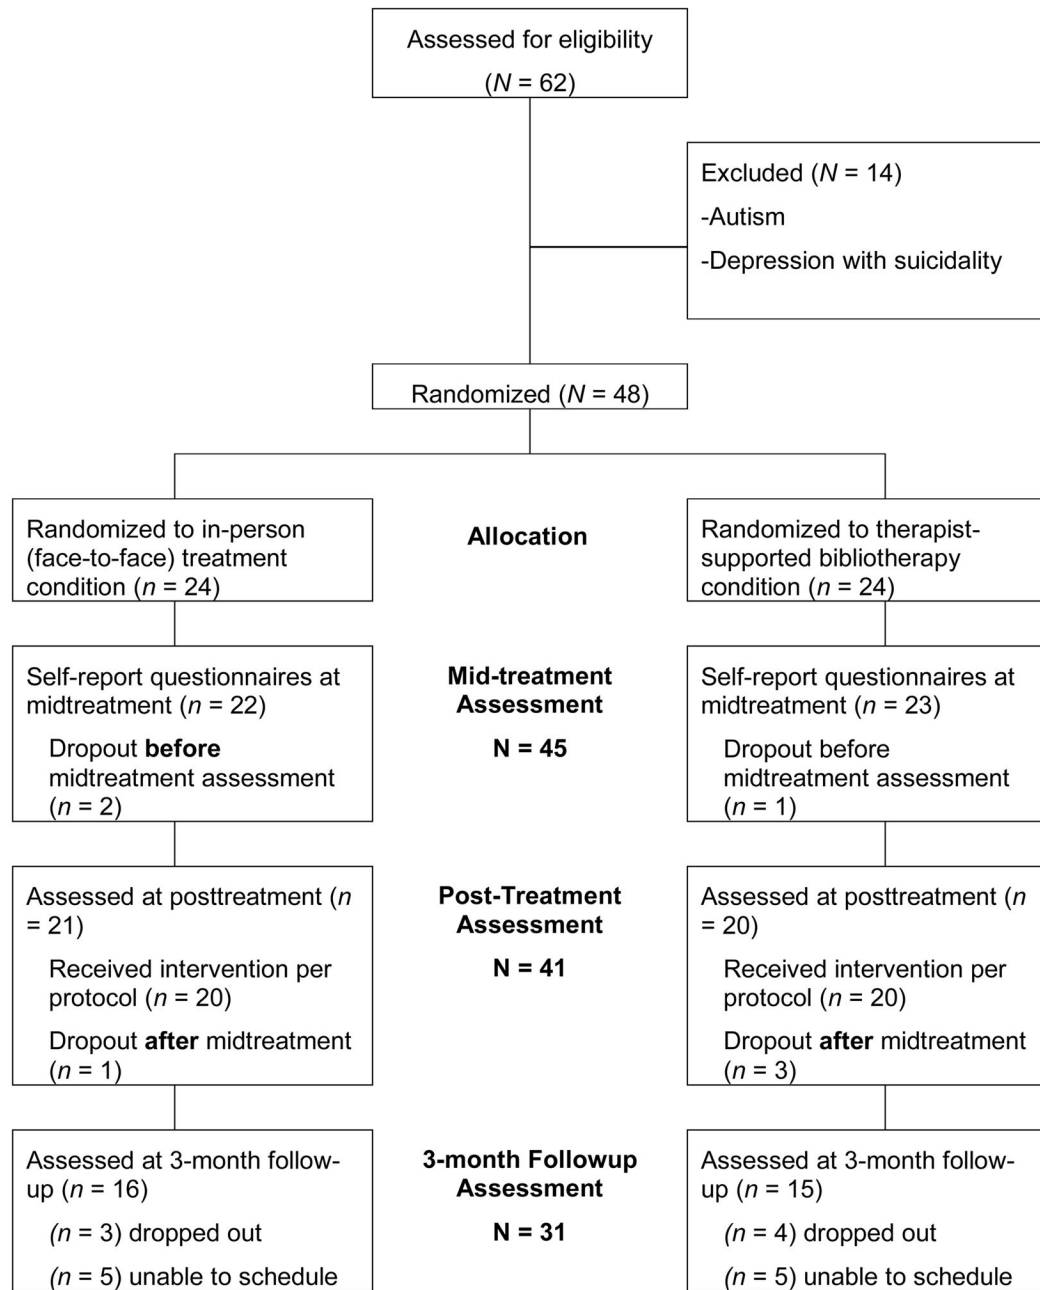 Assessed for eligibility
(N = 62)
Excluded (N = 14)
-Autism
-Depression with suicidality
Randomized (N = 48)
Randomized to in-person
(face-to-face) treatment
condition (n = 24)
Allocation
Randomized to therapist-
supported bibliotherapy
condition (n = 24)
Self-report questionnaires at
midtreatment (n = 22)
Dropout before
midtreatment assessment
(n = 2)
Mid-treatment
Assessment
N = 45
Self-report questionnaires at
midtreatment (n = 23)
Dropout before
midtreatment assessment
(n = 1)
Assessed at posttreatment (n
= 21)
Received intervention per
protocol (n = 20)
Dropout after midtreatment
(n = 1)
Post-Treatment
Assessment
N = 41
Assessed at posttreatment (n
= 20)
Received intervention per
protocol (n = 20)
Dropout after midtreatment
(n = 3)
Assessed at 3-month follow-
up (n = 16)
(n = 3) dropped out
(n = 5) unable to schedule
3-month Followup
Assessment
N = 31
Assessed at 3-month follow-
up (n = 15)
(n = 4) dropped out
(n = 5) unable to schedule